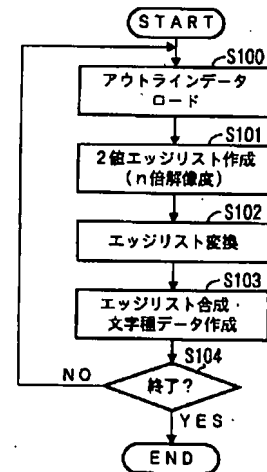 START
S100
アウトラインデータ
ロード
S101
2値エッジリスト作成
(n倍解像度)
S102
エッジリスト変換
S103
エッジリスト合成・
文字種データ作成
S104
終了?
NO
YES
END